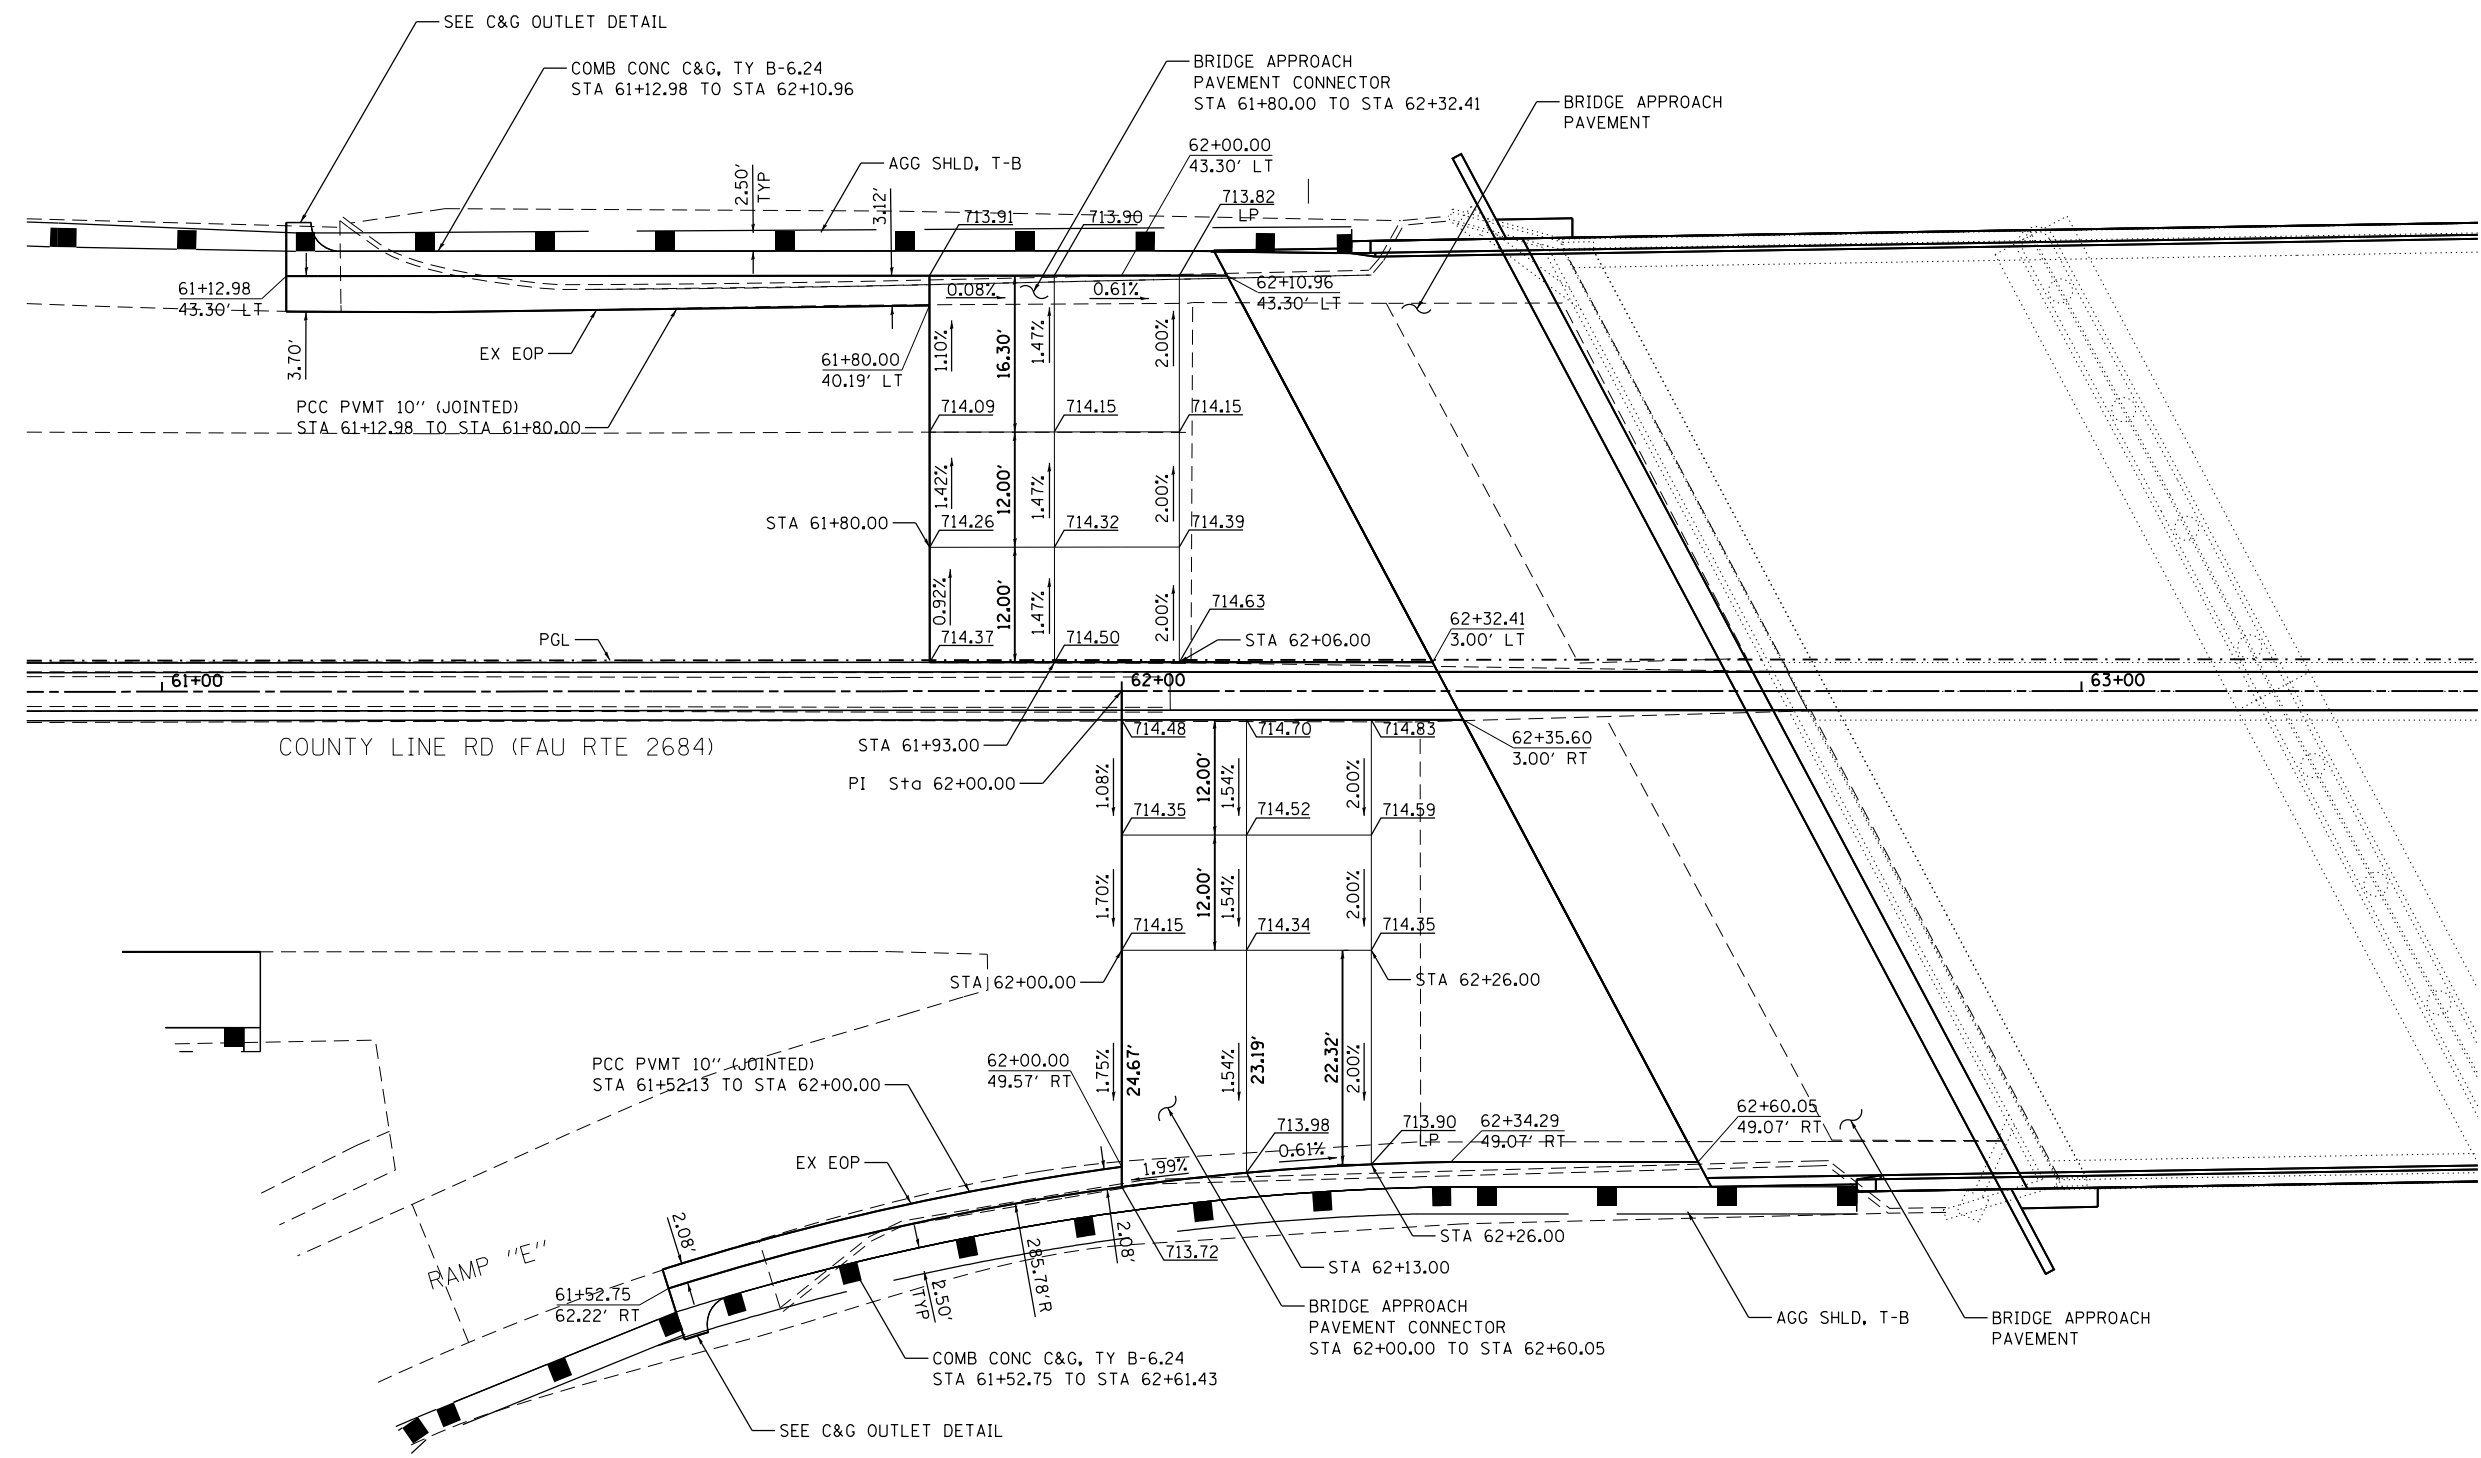 SEE C&G OUTLET DETAIL
COMB CONC C&G, TY B-6.24
STA 61+12.98 TO STA 62+10.96
BRIDGE APPROACH
PAVEMENT CONNECTOR
STA 61+80.00 TO STA 62+32.41
BRIDGE APPROACH
PAVEMENT
AGG SHLD, T-B
62+00.00
43.30' LT
2.50'
TYP
3.12'
713.91
713.90
713.82
LP
61+12.98
43.30' LT
0.08%
0.61%
62+10.96
43.30' LT
3.70'
EX EOP
61+80.00
40.19' LT
1.10%
16.30'
1.47%
2.00%
PCC PVMT 10'' (JOINTED)
STA 61+12.98 TO STA 61+80.00
714.09
714.15
714.15
1.42%
12.00'
1.47%
2.00%
STA 61+80.00
714.26
714.32
714.39
0.92%
12.00'
1.47%
2.00%
714.63
PGL
714.37
714.50
STA 62+06.00
62+32.41
3.00' LT
61+00
62+00
63+00
COUNTY LINE RD (FAU RTE 2684)
STA 61+93.00
714.48
714.70
714.83
62+35.60
3.00' RT
PI Sta 62+00.00
1.08%
12.00'
1.54%
2.00%
714.35
714.52
714.59
1.70%
12.00'
1.54%
2.00%
714.15
714.34
714.35
STA 62+00.00
STA 62+26.00
PCC PVMT 10'' (JOINTED)
STA 61+52.13 TO STA 62+00.00
62+00.00
49.57' RT
1.75%
24.67'
1.54%
23.19'
22.32'
2.00%
713.98
713.90
LP
62+34.29
49.07' RT
62+60.05
49.07' RT
0.61%
1.99%
EX EOP
2.08'
RAMP "E"
285.78'R
2.08'
713.72
STA 62+26.00
STA 62+13.00
61+52.75
62.22' RT
2.50'
TYP
BRIDGE APPROACH
PAVEMENT CONNECTOR
STA 62+00.00 TO STA 62+60.05
AGG SHLD, T-B
BRIDGE APPROACH
PAVEMENT
COMB CONC C&G, TY B-6.24
STA 61+52.75 TO STA 62+61.43
SEE C&G OUTLET DETAIL